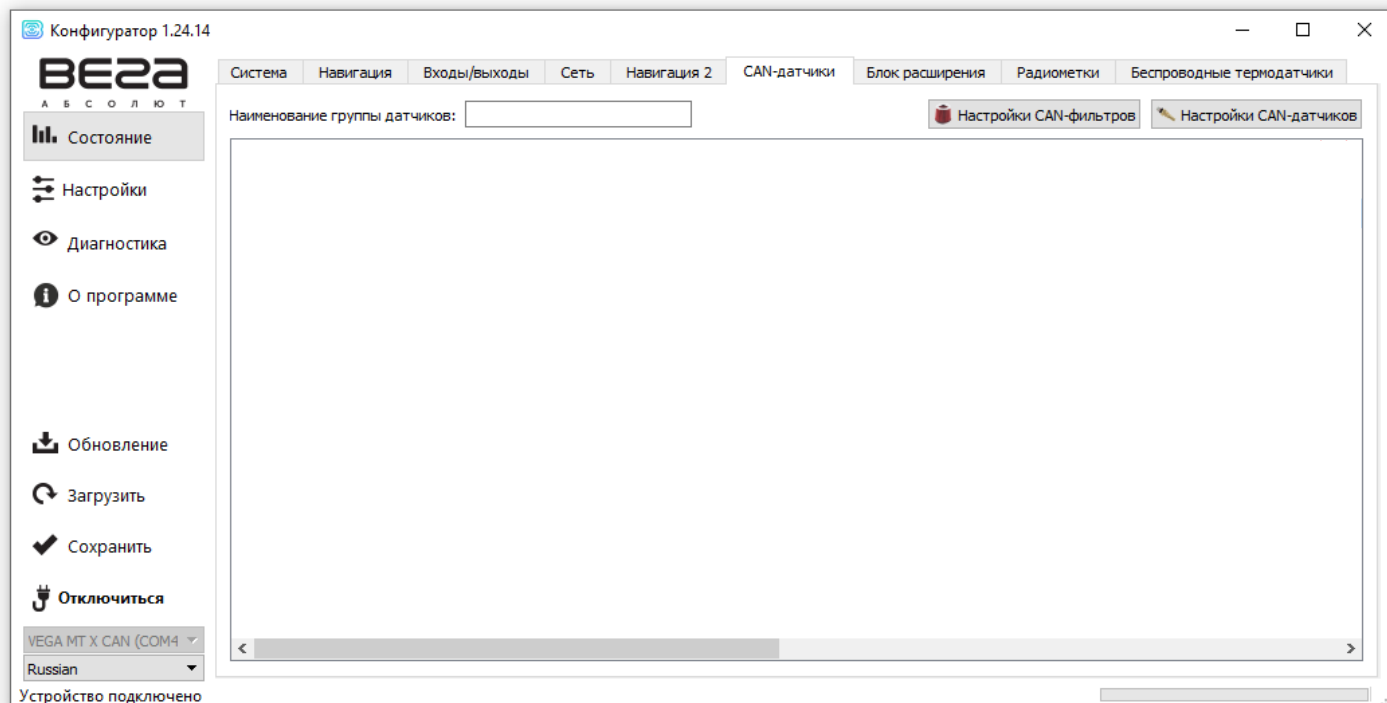 Конфигуратор 1.24.14
ВЕГА
АБСОЛЮТ
Система Навигация Входы/выходы Сеть Навигация 2 CAN-датчики Блок расширения Радиометки Беспроводные термодатчики
Наименование группы датчиков: Настройки CAN-фильтров Настройки CAN-датчиков
Состояние
Настройки
Диагностика
О программе
Обновление
Загрузить
Сохранить
Отключиться
VEGA MT X CAN (COM4
Russian
Устройство подключено